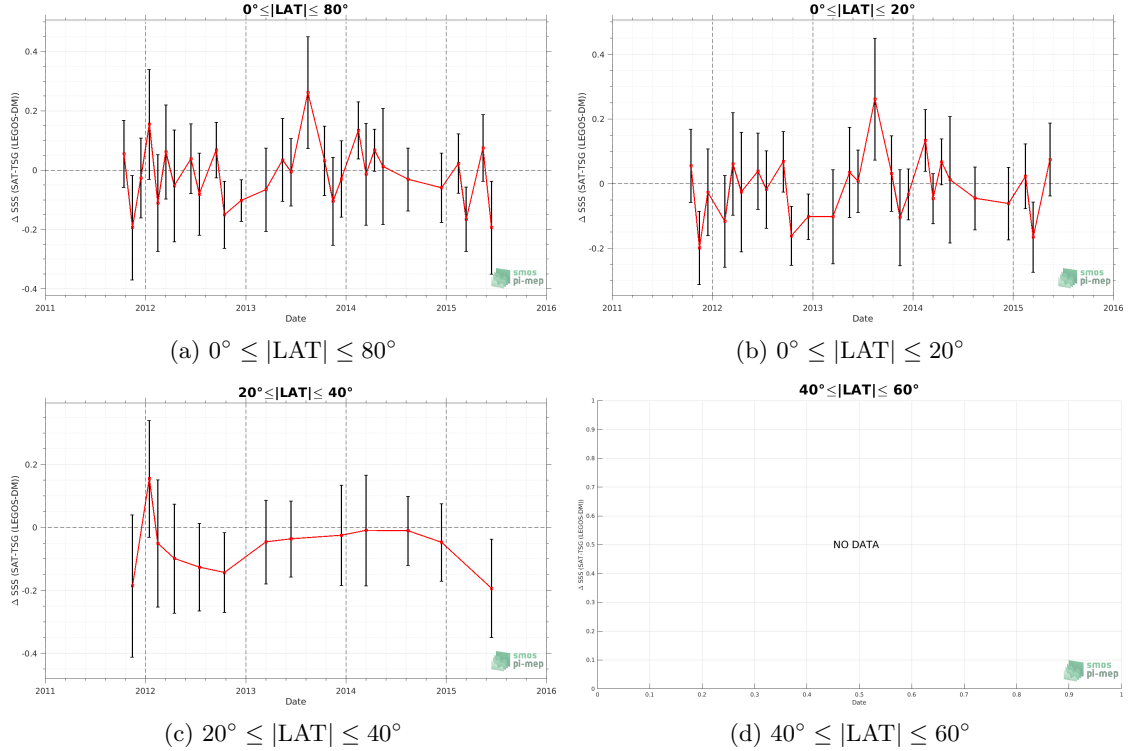 0°≤|LAT|≤ 80°
Δ SSS (SAT-TSG (LEGOS-DM))
0.4
0.2
0
-0.2
-0.4
2011 2012 2013 2014 2015 2016
Date
smos
pi-mep
(a) 0° ≤ |LAT| ≤ 80°
0°≤|LAT|≤ 20°
Δ SSS (SAT-TSG (LEGOS-DM))
0.4
0.2
0
-0.2
2011 2012 2013 2014 2015 2016
Date
smos
pi-mep
(b) 0° ≤ |LAT| ≤ 20°
20°≤|LAT|≤ 40°
Δ SSS (SAT-TSG (LEGOS-DM))
0.2
0
-0.2
-0.4
2011 2012 2013 2014 2015 2016
Date
smos
pi-mep
(c) 20° ≤ |LAT| ≤ 40°
40°≤|LAT|≤ 60°
Δ SSS (SAT-TSG (LEGOS-DM))
1
0.9
0.8
0.7
0.6
0.5
0.4
0.3
0.2
0.1
0
NO DATA
0 0.1 0.2 0.3 0.4 0.5 0.6 0.7 0.8 0.9 1
Date
smos
pi-mep
(d) 40° ≤ |LAT| ≤ 60°